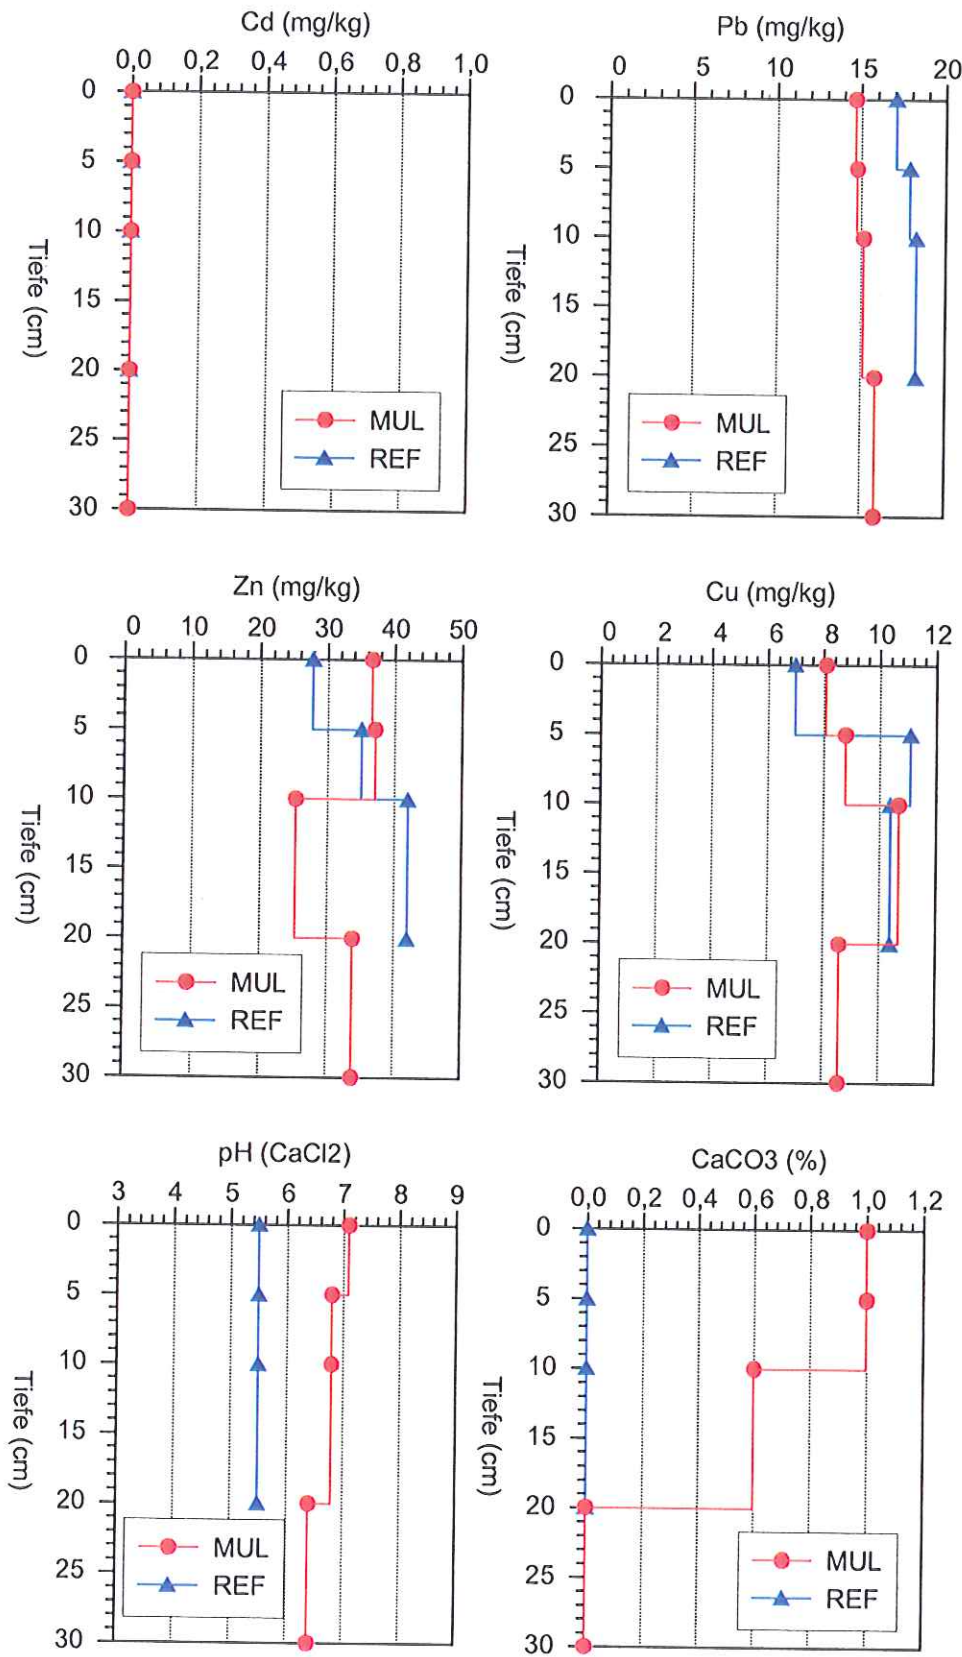 Cd (mg/kg)
0,0 0,2 0,4 0,6 0,8 1,0
0
5
10
15
20
25
30
Tiefe (cm)
MUL
REF
Pb (mg/kg)
0 5 10 15 20
0
5
10
15
20
25
30
Tiefe (cm)
MUL
REF
Zn (mg/kg)
0 10 20 30 40 50
0
5
10
15
20
25
30
Tiefe (cm)
MUL
REF
Cu (mg/kg)
0 2 4 6 8 10 12
0
5
10
15
20
25
30
Tiefe (cm)
MUL
REF
pH (CaCl2)
3 4 5 6 7 8 9
0
5
10
15
20
25
30
Tiefe (cm)
MUL
REF
CaCO3 (%)
0,0 0,2 0,4 0,6 0,8 1,0 1,2
0
5
10
15
20
25
30
Tiefe (cm)
MUL
REF